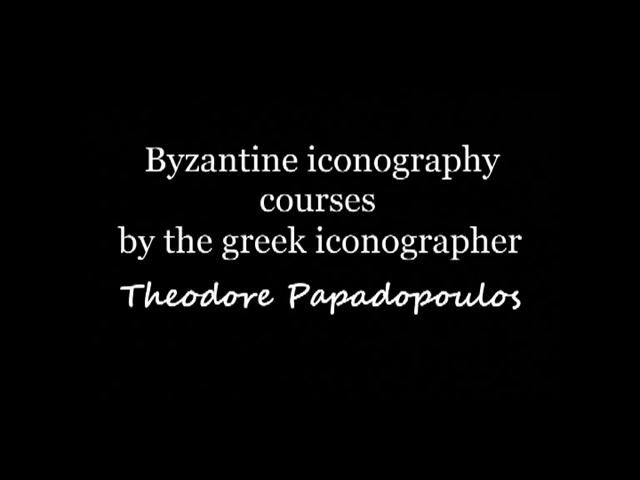 Byzantine iconography
courses
by the greek iconographer
Theodore Papadopoulos